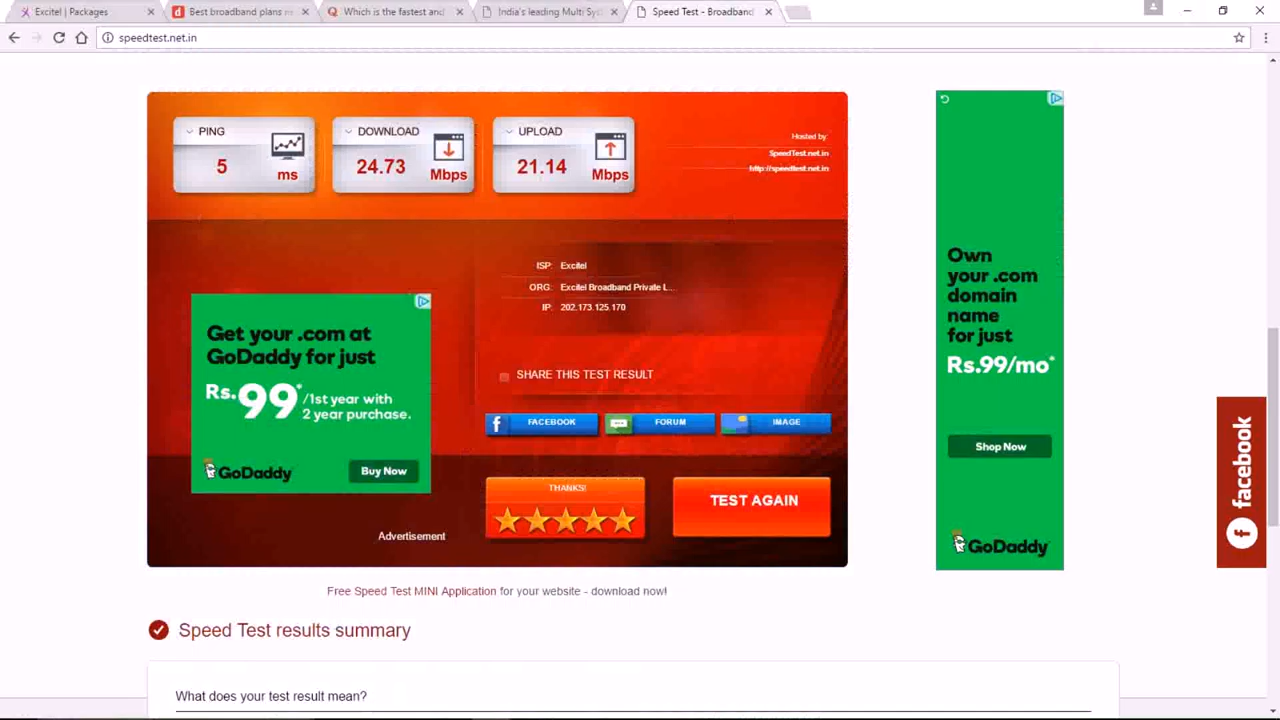 Excitel | Packages
Best broadband plans m
Which is the fastest and
India's leading Multi Sys
Speed Test - Broadband
speedtest.net.in
PING
5
ms
DOWNLOAD
24.73
Mbps
UPLOAD
21.14
Mbps
Hosted by:
SpeedTest.net.in
http://speedtest.net.in
ISP: Excitel
ORG: Excitel Broadband Private L...
IP: 202.173.125.170
Get your .com at
GoDaddy for just
Rs.99* /1st year with
2 year purchase.
GoDaddy
Buy Now
Advertisement
SHARE THIS TEST RESULT
FACEBOOK
FORUM
IMAGE
THANKS!
TEST AGAIN
Own
your .com
domain
name
for just
Rs.99/mo*
Shop Now
GoDaddy
facebook
Free Speed Test MINI Application for your website - download now!
Speed Test results summary
What does your test result mean?